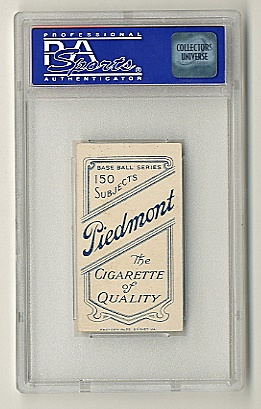 PROFESSIONAL
PSA
Sports
AUTHENTICATOR
COLLECTORS
UNIVERSE
BASE BALL SERIES
150
SUBJECTS
Piedmont
The
CIGARETTE
of
QUALITY